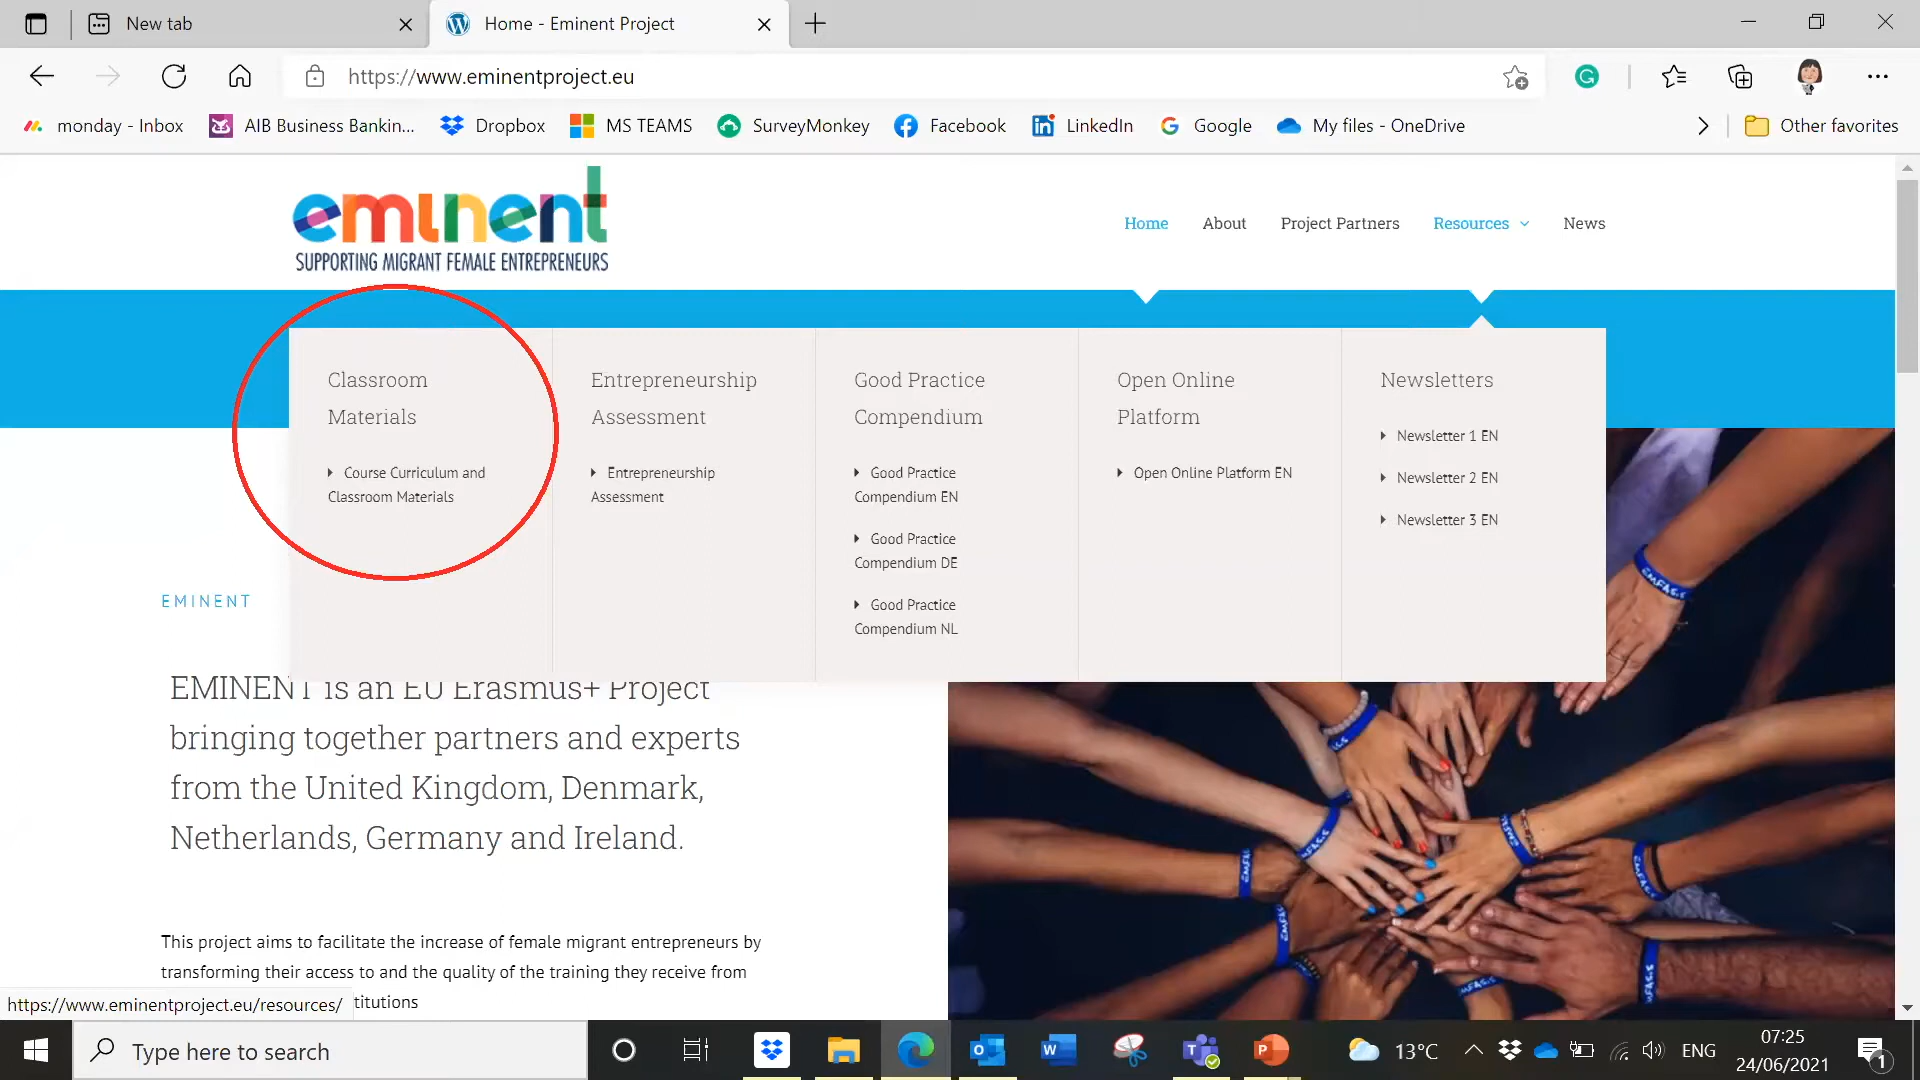 New tab
Home - Eminent Project
https://www.eminentproject.eu
monday - Inbox
AIB Business Bankin...
Dropbox
MS TEAMS
SurveyMonkey
Facebook
LinkedIn
Google
My files - OneDrive
Other favorites
eminent
SUPPORTING MIGRANT FEMALE ENTREPRENEURS
Home
About
Project Partners
Resources
News
Classroom
Materials
Course Curriculum and
Classroom Materials
Entrepreneurship
Assessment
Entrepreneurship
Assessment
Good Practice
Compendium
Good Practice
Compendium EN
Good Practice
Compendium DE
Good Practice
Compendium NL
Open Online
Platform
Open Online Platform EN
Newsletters
Newsletter 1 EN
Newsletter 2 EN
Newsletter 3 EN
EMINENT
EMINENT is an EU Erasmus+ Project
bringing together partners and experts
from the United Kingdom, Denmark,
Netherlands, Germany and Ireland.
This project aims to facilitate the increase of female migrant entrepreneurs by
transforming their access to and the quality of the training they receive from
titutions
https://www.eminentproject.eu/resources/
Type here to search
13°C
ENG
07:25
24/06/2021
1